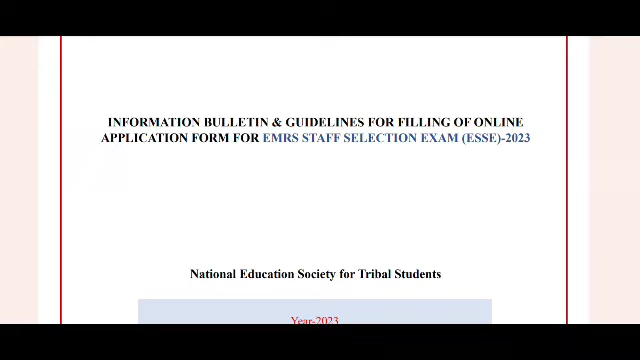 INFORMATION BULLETIN & GUIDELINES FOR FILLING OF ONLINE
APPLICATION FORM FOR EMRS STAFF SELECTION EXAM (ESSE)-2023
National Education Society for Tribal Students
Year-2023